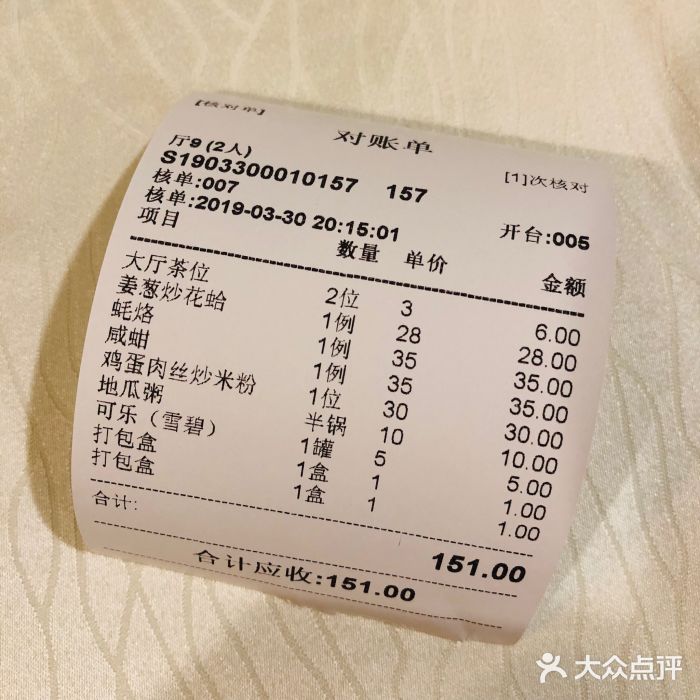 [核对单]
对账单
厅9 (2人)
S1903300010157 157 [1]次核对
核单:007
核单:2019-03-30 20:15:01 开台:005
项目 数量 单价 金额
大厅茶位 2位 3 6.00
姜葱炒花蛤 1例 28 28.00
蚝烙 1例 35 35.00
咸蚶 1例 35 35.00
鸡蛋肉丝炒米粉 1位 30 30.00
地瓜粥 半锅 10 10.00
可乐（雪碧） 1罐 5 5.00
打包盒 1盒 1 1.00
打包盒 1盒 1 1.00
合计: 151.00
合计应收:151.00
大众点评